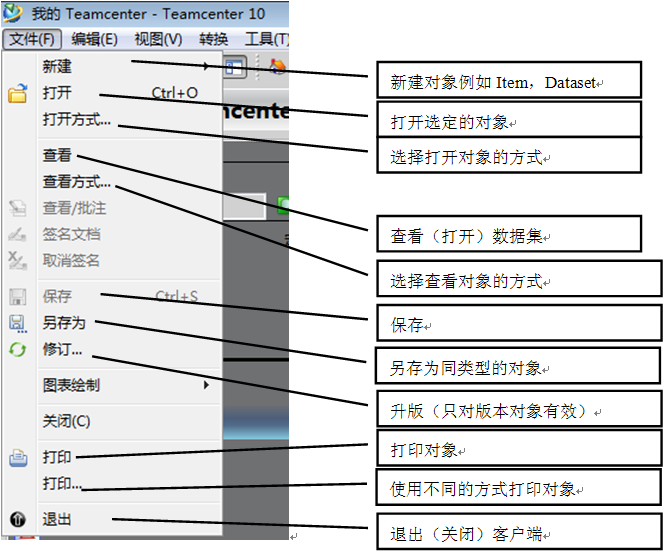 我的 Teamcenter - Teamcenter 10
文件(F) 编辑(E) 视图(V) 转换 工具(T)
新建
打开 Ctrl+O
打开方式...
查看
查看方式...
查看/批注
签名文档
取消签名
保存 Ctrl+S
另存为
修订...
图表绘制
关闭(C)
打印
打印...
退出
ncente
新建对象例如 Item，Dataset
打开选定的对象
选择打开对象的方式
查看（打开）数据集
选择查看对象的方式
保存
另存为同类型的对象
升版（只对版本对象有效）
打印对象
使用不同的方式打印对象
退出（关闭）客户端